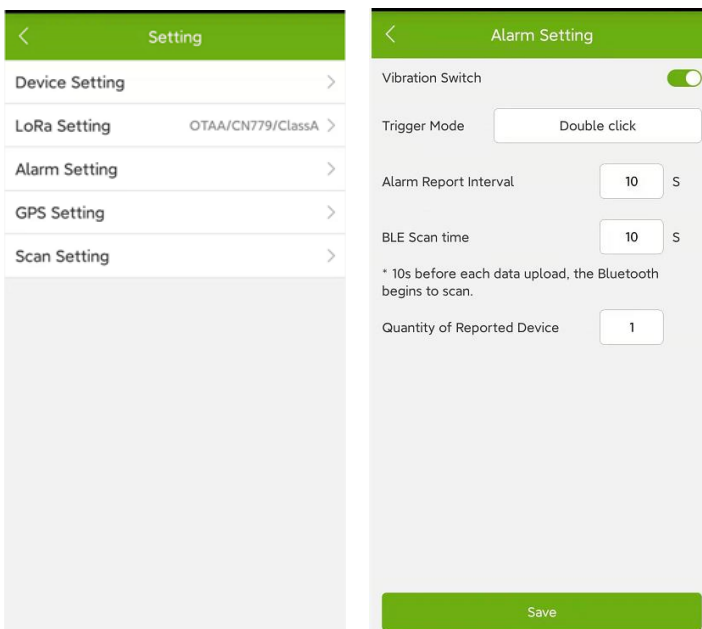 Setting
Device Setting
LoRa Setting OTAA/CN779/ClassA
Alarm Setting
GPS Setting
Scan Setting
Alarm Setting
Vibration Switch
Trigger Mode Double click
Alarm Report Interval 10 S
BLE Scan time 10 S
* 10s before each data upload, the Bluetooth
begins to scan.
Quantity of Reported Device 1
Save